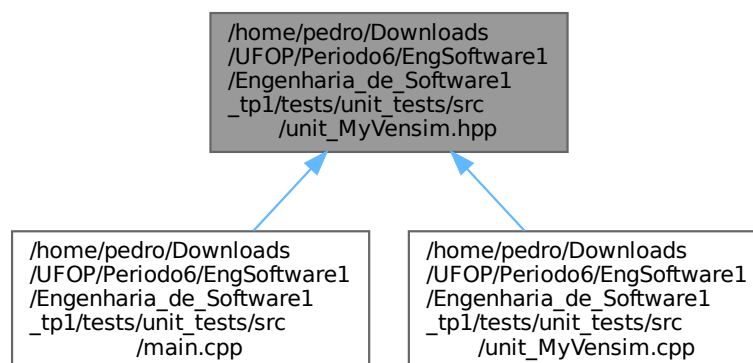 /home/pedro/Downloads
/UFOP/Periodo6/EngSoftware1
/Engenharia_de_Software1
_tp1/tests/unit_tests/src
/unit_MyVensim.hpp
/home/pedro/Downloads
/UFOP/Periodo6/EngSoftware1
/Engenharia_de_Software1
_tp1/tests/unit_tests/src
/main.cpp
/home/pedro/Downloads
/UFOP/Periodo6/EngSoftware1
/Engenharia_de_Software1
_tp1/tests/unit_tests/src
/unit_MyVensim.cpp